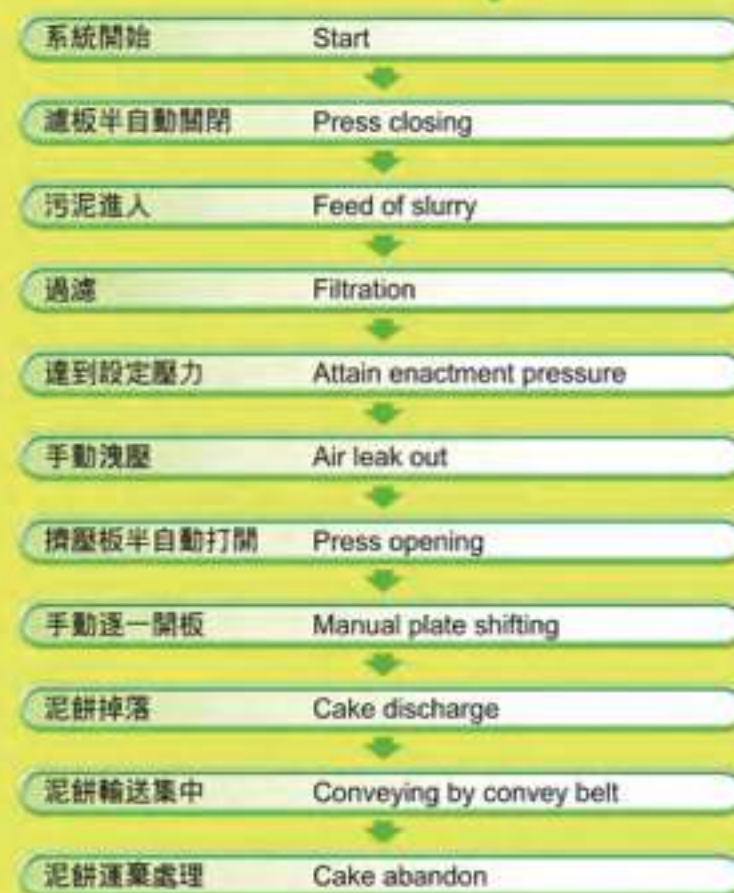 系統開始 Start
濾板半自動關閉 Press closing
污泥進入 Feed of slurry
過濾 Filtration
達到設定壓力 Attain enactment pressure
手動洩壓 Air leak out
擠壓板半自動打開 Press opening
手動逐一開板 Manual plate shifting
泥餅掉落 Cake discharge
泥餅輸送集中 Conveying by convey belt
泥餅運棄處理 Cake abandon